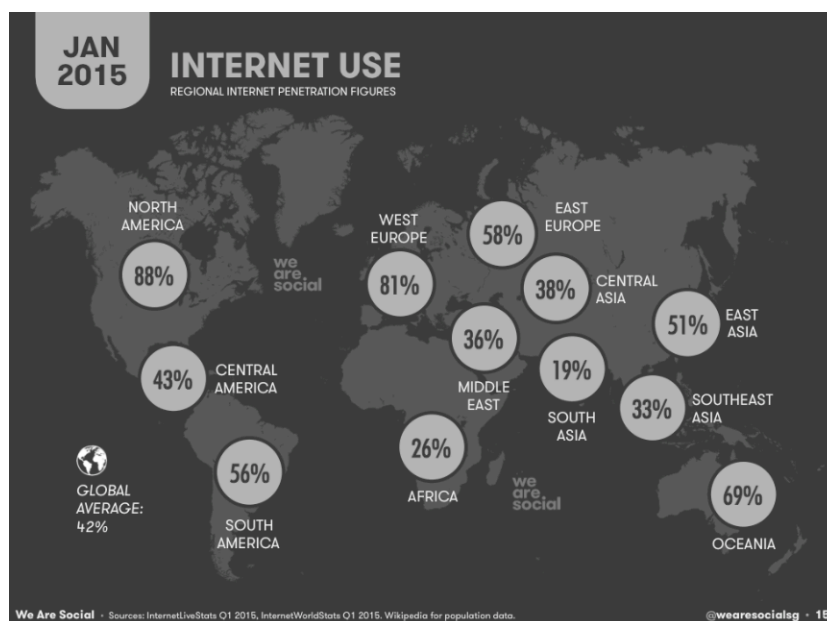 JAN
2015
INTERNET USE
REGIONAL INTERNET PENETRATION FIGURES
NORTH
AMERICA
88%
we
are
social
WEST
EUROPE
81%
58%
EAST
EUROPE
38%
CENTRAL
ASIA
51%
EAST
ASIA
43%
CENTRAL
AMERICA
36%
MIDDLE
EAST
19%
SOUTH
ASIA
33%
SOUTHEAST
ASIA
GLOBAL
AVERAGE:
42%
56%
SOUTH
AMERICA
26%
AFRICA
we
are
social
69%
OCEANIA
We Are Social • Sources: InternetLiveStats Q1 2015, InternetWorldStats Q1 2015. Wikipedia for population data.
@wearesocialsg • 15